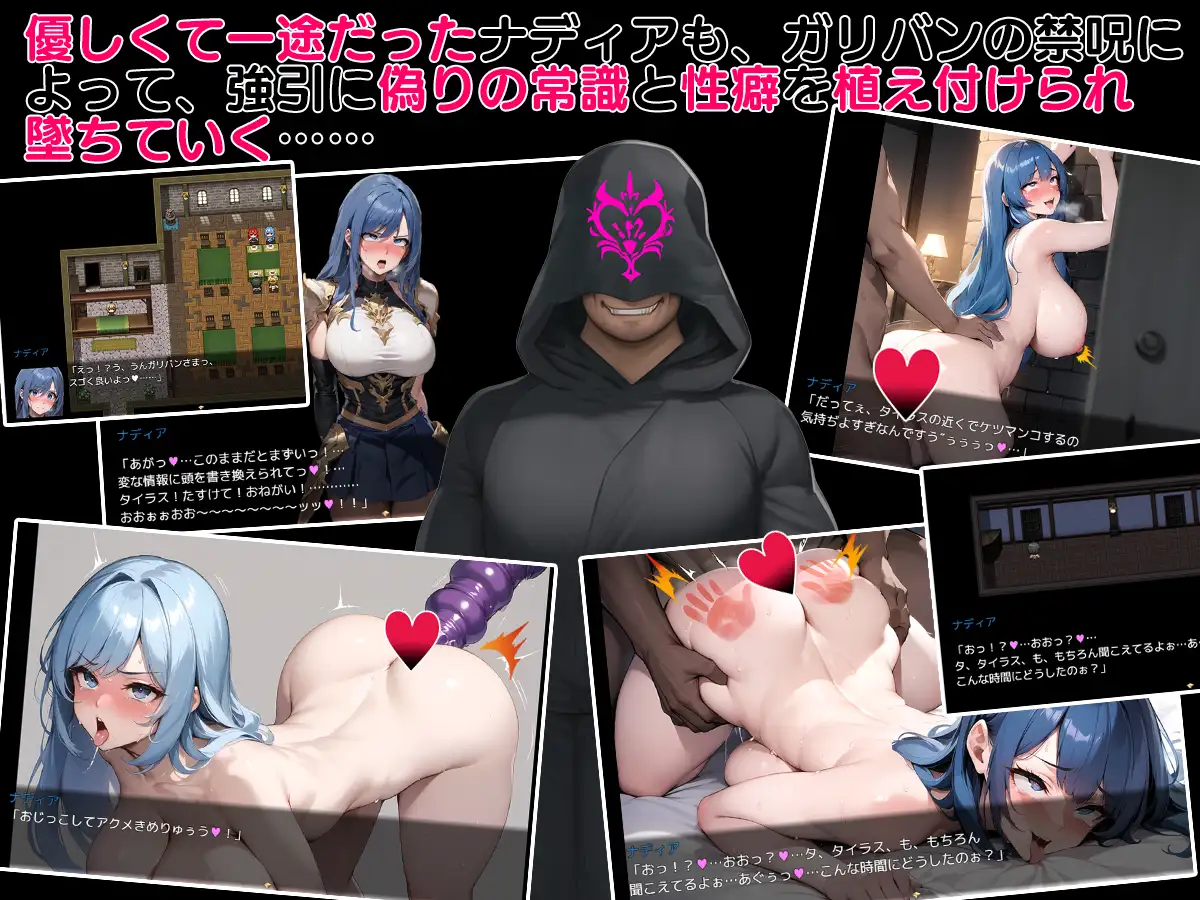 優しくて一途だったナディアも、ガリバンの禁呪に
よって、強引に偽りの常識と性癖を植え付けられ
墜ちていく……
ナディア
「えっ!?う、うんガリバンさまっ、
スゴく良いよっ♥……」
ナディア
「あがっ♥…このままだとまずいっ!…
変な情報に頭を書き換えられてっ♥!…
タイラス!たすけて!おねがい!…………
おおぉぉおお〜〜〜〜〜〜〜〜ッッ♥!!」
ナディア
「だってぇ、タイラスの近くでケツマンコするの
気持ぢよすぎなんですう゛ぅぅぅっ♥…」
ナディア
「おっ!?♥…おおっ?♥…
タ、タイラス、も、もちろん聞こえてるよぉ…あ
こんな時間にどうしたのぉ?」
ナディア
「おじっこしてアクメきめりゅぅう♥!」
ナディア
「おっ!?♥…おおっ?♥…タ、タイラス、も、もちろん
聞こえてるよぉ…あぐぅっ♥…こんな時間にどうしたのぉ?」